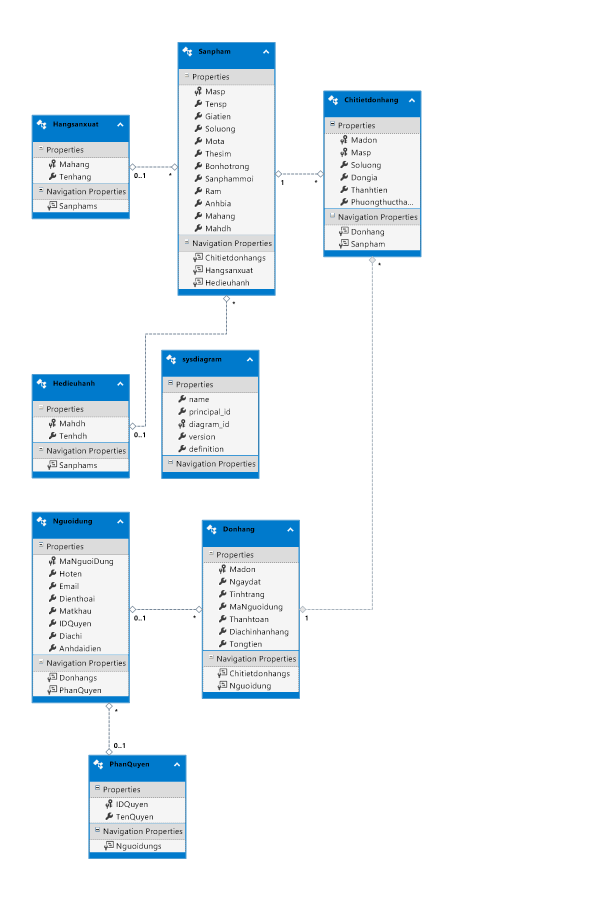 Sanpham
Properties
Masp
Tensp
Giatien
Soluong
Mota
Thesim
Bonhotrong
Sanphammoi
Ram
Anhbia
Mahang
Mahdh
Navigation Properties
Chitietdonhangs
Hangsanxuat
Hedieuhanh
Chitietdonhang
Properties
Madon
Masp
Soluong
Dongia
Thanhtien
Phuongthuctha...
Navigation Properties
Donhang
Sanpham
Hangsanxuat
Properties
Mahang
Tenhang
Navigation Properties
Sanphams
0..1
*
1
*
*
*
sysdiagram
Properties
name
principal_id
diagram_id
version
definition
Navigation Properties
Hedieuhanh
Properties
Mahdh
Tenhdh
Navigation Properties
Sanphams
0..1
Nguoidung
Properties
MaNguoiDung
Hoten
Email
Dienthoai
Matkhau
IDQuyen
Diachi
Anhdaidien
Navigation Properties
Donhangs
PhanQuyen
Donhang
Properties
Madon
Ngaydat
Tinhtrang
MaNguoidung
Thanhtoan
Diachinhanhang
Tongtien
Navigation Properties
Chitietdonhangs
Nguoidung
0..1
*
1
*
0..1
PhanQuyen
Properties
IDQuyen
TenQuyen
Navigation Properties
Nguoidungs